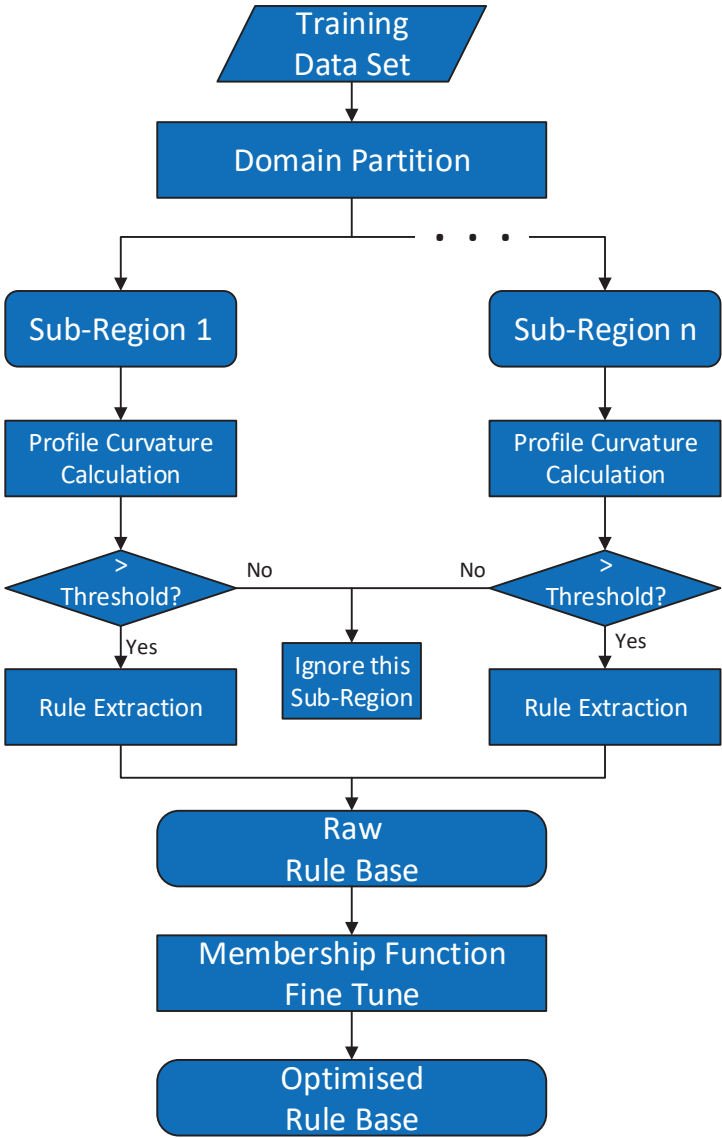 Training
Data Set
Domain Partition
. . .
Sub-Region 1
Sub-Region n
Profile Curvature
Calculation
Profile Curvature
Calculation
>
Threshold?
No
No
>
Threshold?
Yes
Yes
Ignore this
Sub-Region
Rule Extraction
Rule Extraction
Raw
Rule Base
Membership Function
Fine Tune
Optimised
Rule Base